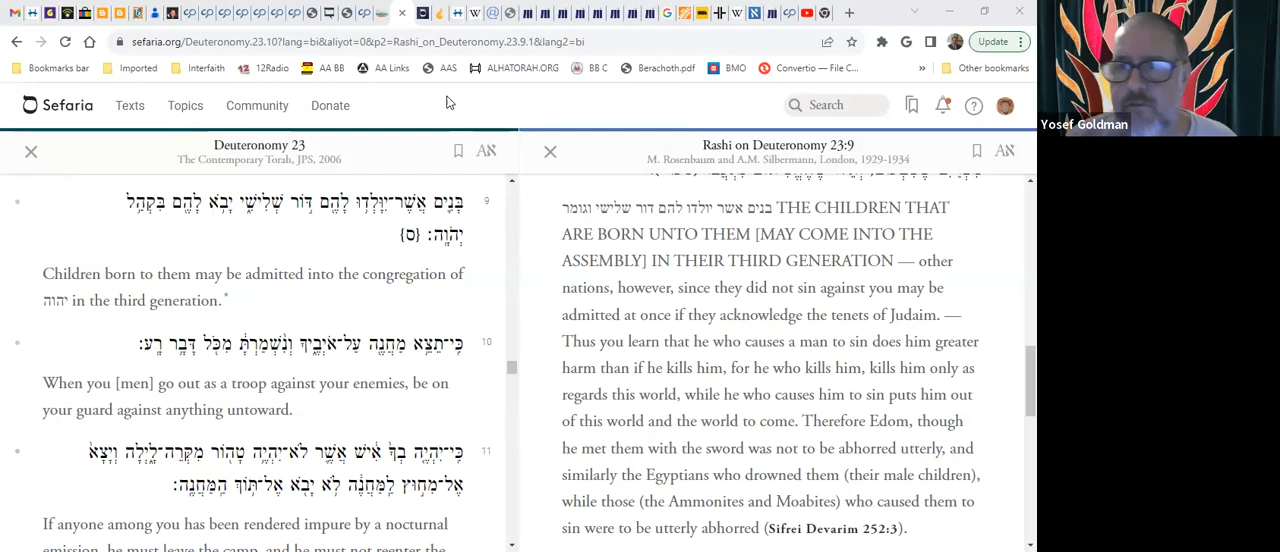 sefaria.org/Deuteronomy.23.10?lang=bi&aliyot=0&p2=Rashi_on_Deuteronomy.23.9.1&lang2=bi
Update
Bookmarks bar Imported Interfaith 12Radio AA BB AA Links AAS ALHATORAH.ORG BB C Berachoth.pdf BMO Convertio — File C... » Other bookmarks
Sefaria Texts Topics Community Donate Search
Yosef Goldman
Deuteronomy 23
The Contemporary Torah, JPS, 2006
בָּנִ֛ים אֲשֶׁר־יִוָּלְד֥וּ לָהֶ֖ם דּ֣וֹר שְׁלִישִׁ֑י יָבֹ֥א לָהֶ֖ם בִּקְהַ֥ל 9
יְהֹוָֽה׃ {ס}
Children born to them may be admitted into the congregation of
יהוה in the third generation.*
כִּֽי־תֵצֵ֥א מַחֲנֶ֖ה עַל־אֹיְבֶ֑יךָ וְנִ֨שְׁמַרְתָּ֔ מִכֹּ֖ל דָּבָ֥ר רָֽע׃ 10
When you [men] go out as a troop against your enemies, be on
your guard against anything untoward.
כִּֽי־יִהְיֶ֤ה בְךָ֙ אִ֔ישׁ אֲשֶׁ֛ר לֹא־יִהְיֶ֥ה טָה֖וֹר מִקְּרֵה־לָ֑יְלָה וְיָצָא֙ 11
אֶל־מִח֣וּץ לַֽמַּחֲנֶ֔ה לֹ֥א יָבֹ֖א אֶל־תּ֥וֹךְ הַֽמַּחֲנֶֽה׃
If anyone among you has been rendered impure by a nocturnal
emission, he must leave the camp, and he must not reenter the
Rashi on Deuteronomy 23:9
M. Rosenbaum and A.M. Silbermann, London, 1929-1934
בנים אשר יולדו להם דור שלישי וגומר THE CHILDREN THAT
ARE BORN UNTO THEM [MAY COME INTO THE
ASSEMBLY] IN THEIR THIRD GENERATION — other
nations, however, since they did not sin against you may be
admitted at once if they acknowledge the tenets of Judaim. —
Thus you learn that he who causes a man to sin does him greater
harm than if he kills him, for he who kills him, kills him only as
regards this world, while he who causes him to sin puts him out
of this world and the world to come. Therefore Edom, though
he met them with the sword was not to be abhorred utterly, and
similarly the Egyptians who drowned them (their male children),
while those (the Ammonites and Moabites) who caused them to
sin were to be utterly abhorred (Sifrei Devarim 252:3).